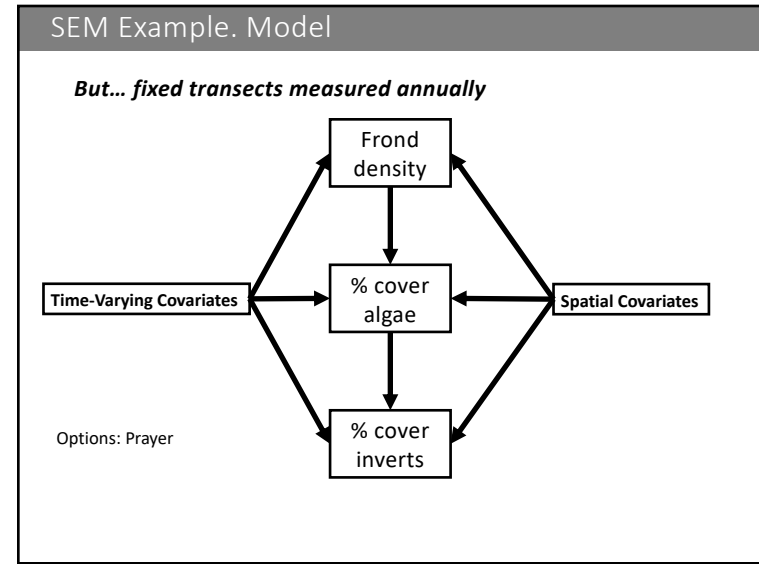 SEM Example. Model
But... fixed transects measured annually
Frond
density
Time-Varying Covariates
% cover
algae
Spatial Covariates
% cover
inverts
Options: Prayer